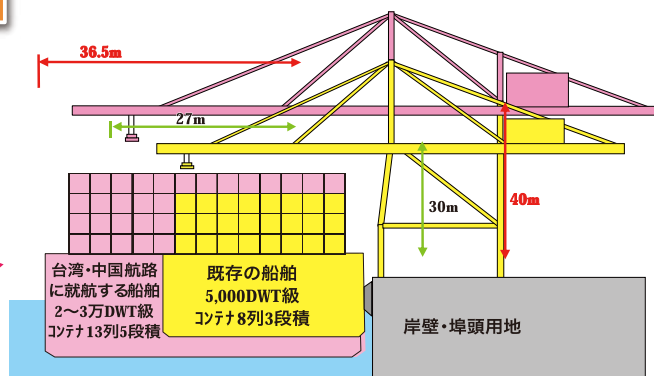 36.5m
27m
30m
40m
台湾・中国航路
に就航する船舶
2〜3万DWT級
ｺﾝﾃﾅ13列5段積
既存の船舶
5,000DWT級
ｺﾝﾃﾅ8列3段積
岸壁・埠頭用地